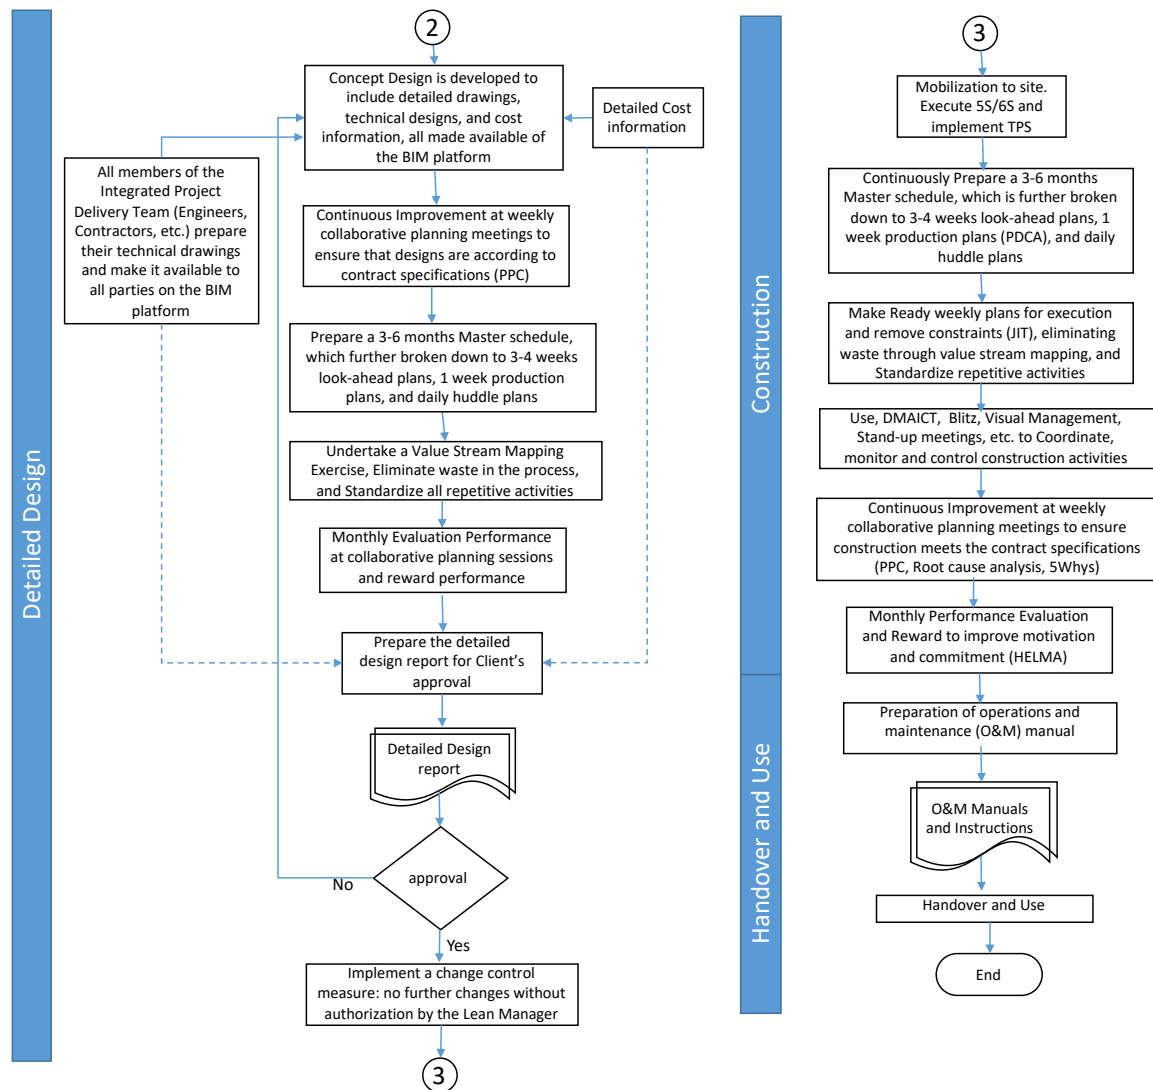 Detailed Design
2
Concept Design is developed to
include detailed drawings,
technical designs, and cost
information, all made available of
the BIM platform
Detailed Cost
information
All members of the
Integrated Project
Delivery Team (Engineers,
Contractors, etc.) prepare
their technical drawings
and make it available to
all parties on the BIM
platform
Continuous Improvement at weekly
collaborative planning meetings to
ensure that designs are according to
contract specifications (PPC)
Prepare a 3-6 months Master schedule,
which further broken down to 3-4 weeks
look-ahead plans, 1 week production
plans, and daily huddle plans
Undertake a Value Stream Mapping
Exercise, Eliminate waste in the process,
and Standardize all repetitive activities
Monthly Evaluation Performance
at collaborative planning sessions
and reward performance
Prepare the detailed
design report for Client's
approval
Detailed Design
report
approval
No
Yes
Implement a change control
measure: no further changes without
authorization by the Lean Manager
3
Construction
3
Mobilization to site.
Execute 5S/6S and
implement TPS
Continuously Prepare a 3-6 months
Master schedule, which is further broken
down to 3-4 weeks look-ahead plans, 1
week production plans (PDCA), and daily
huddle plans
Make Ready weekly plans for execution
and remove constraints (JIT), eliminating
waste through value stream mapping, and
Standardize repetitive activities
Use, DMAICT, Blitz, Visual Management,
Stand-up meetings, etc. to Coordinate,
monitor and control construction activities
Continuous Improvement at weekly
collaborative planning meetings to ensure
construction meets the contract specifications
(PPC, Root cause analysis, 5Whys)
Monthly Performance Evaluation
and Reward to improve motivation
and commitment (HELMA)
Handover and Use
Preparation of operations and
maintenance (O&M) manual
O&M Manuals
and Instructions
Handover and Use
End